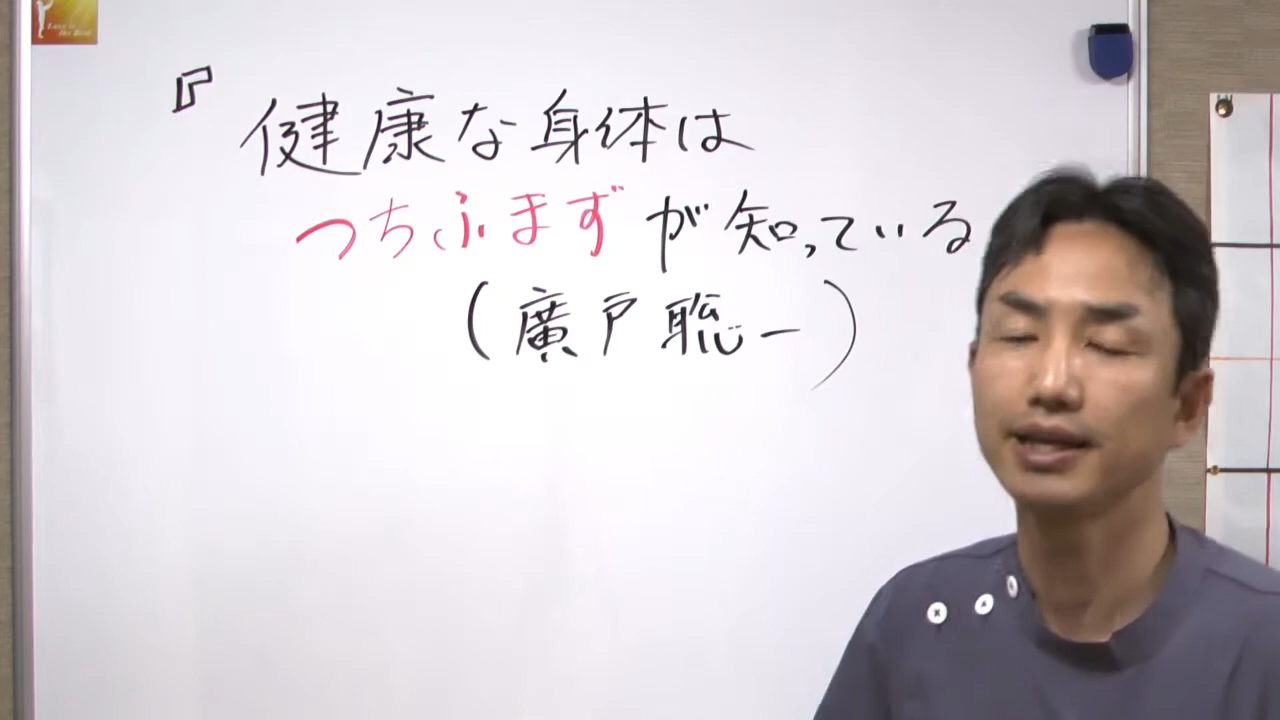 『健康な身体は
つちふまずが知っている
(廣戸聡一)